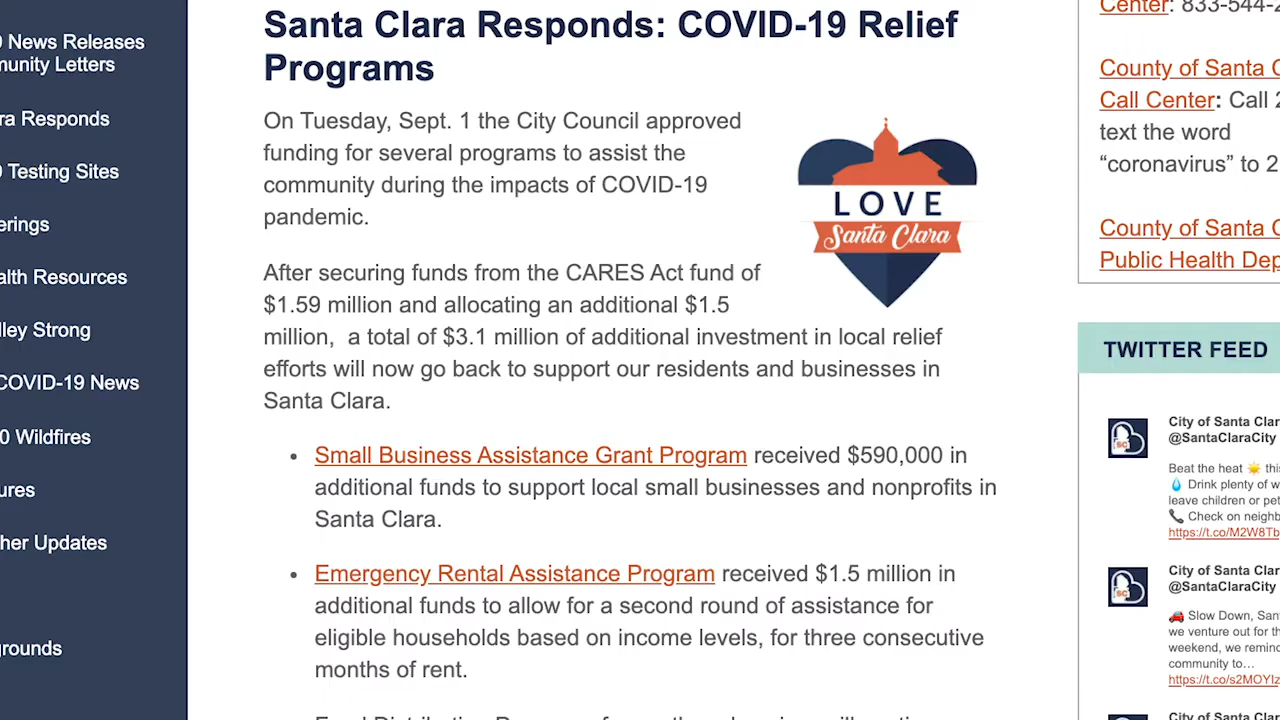 News Releases
munity Letters
ra Responds
Testing Sites
erings
alth Resources
lley Strong
COVID-19 News
0 Wildfires
ures
her Updates
rounds
Santa Clara Responds: COVID-19 Relief
Programs
On Tuesday, Sept. 1 the City Council approved
funding for several programs to assist the
community during the impacts of COVID-19
pandemic.
LOVE
Santa Clara
After securing funds from the CARES Act fund of
$1.59 million and allocating an additional $1.5
million,  a total of $3.1 million of additional investment in local relief
efforts will now go back to support our residents and businesses in
Santa Clara.
• Small Business Assistance Grant Program received $590,000 in
additional funds to support local small businesses and nonprofits in
Santa Clara.
• Emergency Rental Assistance Program received $1.5 million in
additional funds to allow for a second round of assistance for
eligible households based on income levels, for three consecutive
months of rent.
Center: 833-544-2
County of Santa C
Call Center: Call 2
text the word
“coronavirus” to 2
County of Santa C
Public Health Dep
TWITTER FEED
SC
City of Santa Clar
@SantaClaraCity
Beat the heat ☀️ this
💧 Drink plenty of w
leave children or pet
📞 Check on neighb
https://t.co/M2W8Tb
SC
City of Santa Clar
@SantaClaraCity
🚗 Slow Down, San
we venture out for th
weekend, we remind
community to…
https://t.co/s2MOYIz
City of Santa Clar